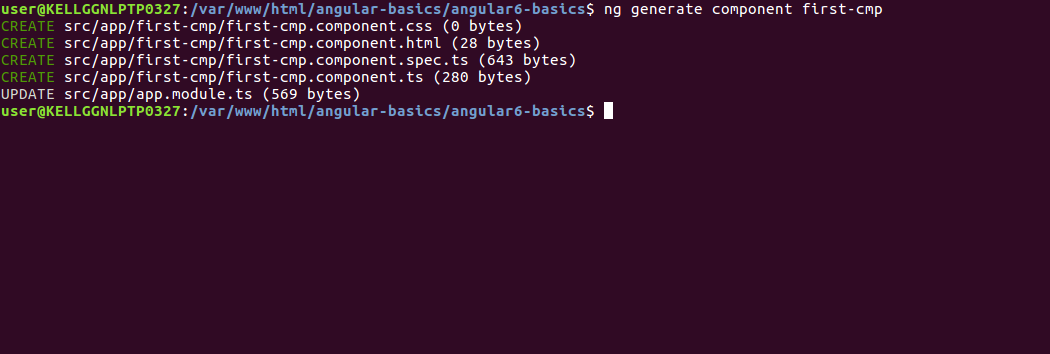 user@KELLGGNLPTP0327:/var/www/html/angular-basics/angular6-basics$ ng generate component first-cmp
CREATE src/app/first-cmp/first-cmp.component.css (0 bytes)
CREATE src/app/first-cmp/first-cmp.component.html (28 bytes)
CREATE src/app/first-cmp/first-cmp.component.spec.ts (643 bytes)
CREATE src/app/first-cmp/first-cmp.component.ts (280 bytes)
UPDATE src/app/app.module.ts (569 bytes)
user@KELLGGNLPTP0327:/var/www/html/angular-basics/angular6-basics$